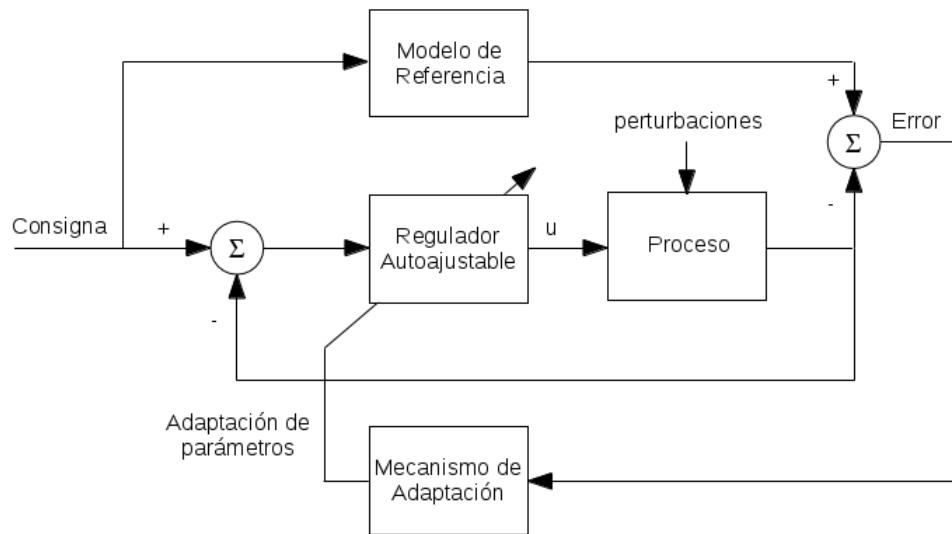 Modelo de
Referencia
+
Error
Σ
perturbaciones
-
Consigna
+
Σ
Regulador
Autoajustable
u
Proceso
-
Adaptación de
parámetros
Mecanismo de
Adaptación